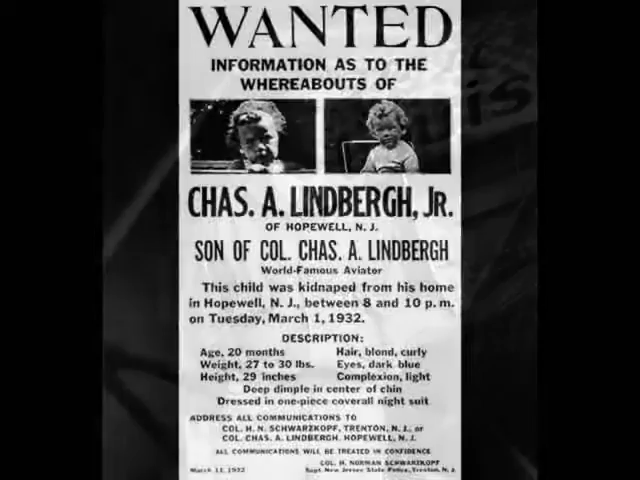 WANTED
INFORMATION AS TO THE
WHEREABOUTS OF
CHAS. A. LINDBERGH, JR.
OF HOPEWELL, N. J.
SON OF COL. CHAS. A. LINDBERGH
World-Famous Aviator
This child was kidnaped from his home
in Hopewell, N. J., between 8 and 10 p. m.
on Tuesday, March 1, 1932.
DESCRIPTION:
Age, 20 months Hair, blond, curly
Weight, 27 to 30 lbs. Eyes, dark blue
Height, 29 inches Complexion, light
Deep dimple in center of chin
Dressed in one-piece coverall night suit
ADDRESS ALL COMMUNICATIONS TO
COL. H. N. SCHWARZKOPF, TRENTON, N. J., or
COL. CHAS. A. LINDBERGH, HOPEWELL, N. J.
ALL COMMUNICATIONS WILL BE TREATED IN CONFIDENCE
COL. H. NORMAN SCHWARZKOPF
March 11, 1932 Supt. New Jersey State Police, Trenton, N. J.